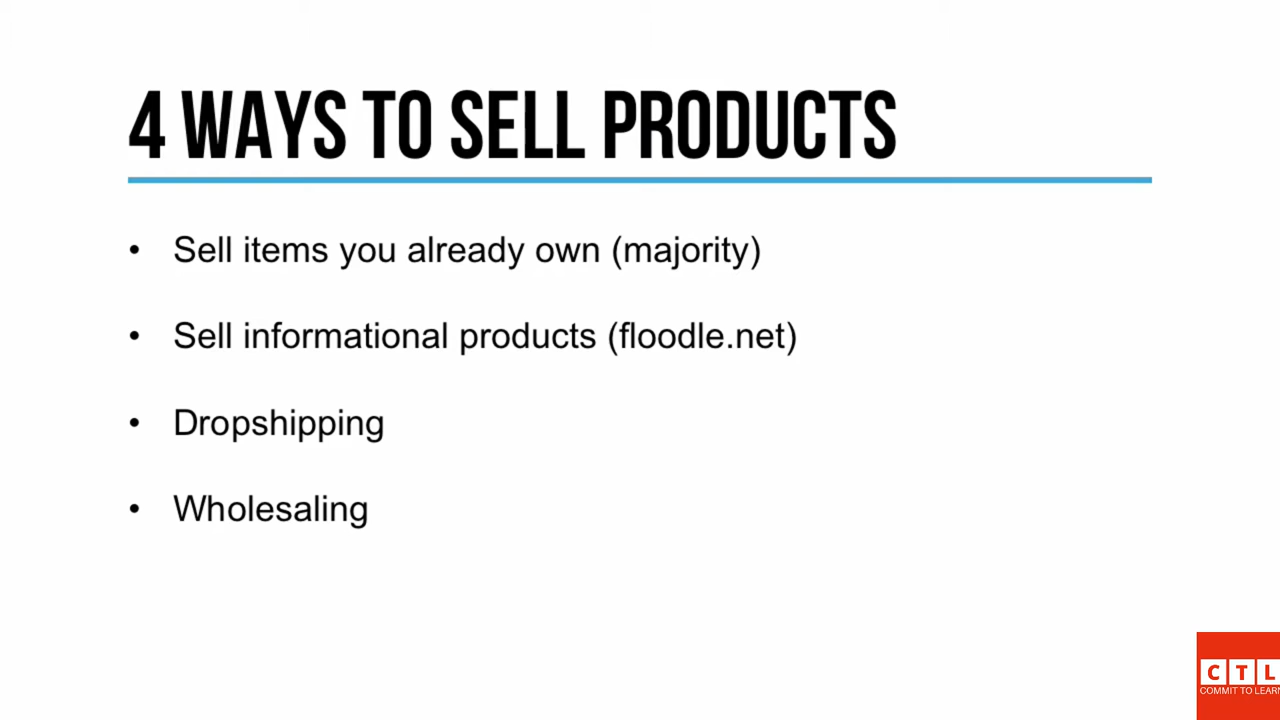 4 WAYS TO SELL PRODUCTS
• Sell items you already own (majority)
• Sell informational products (floodle.net)
• Dropshipping
• Wholesaling
CTL
COMMIT TO LEARN